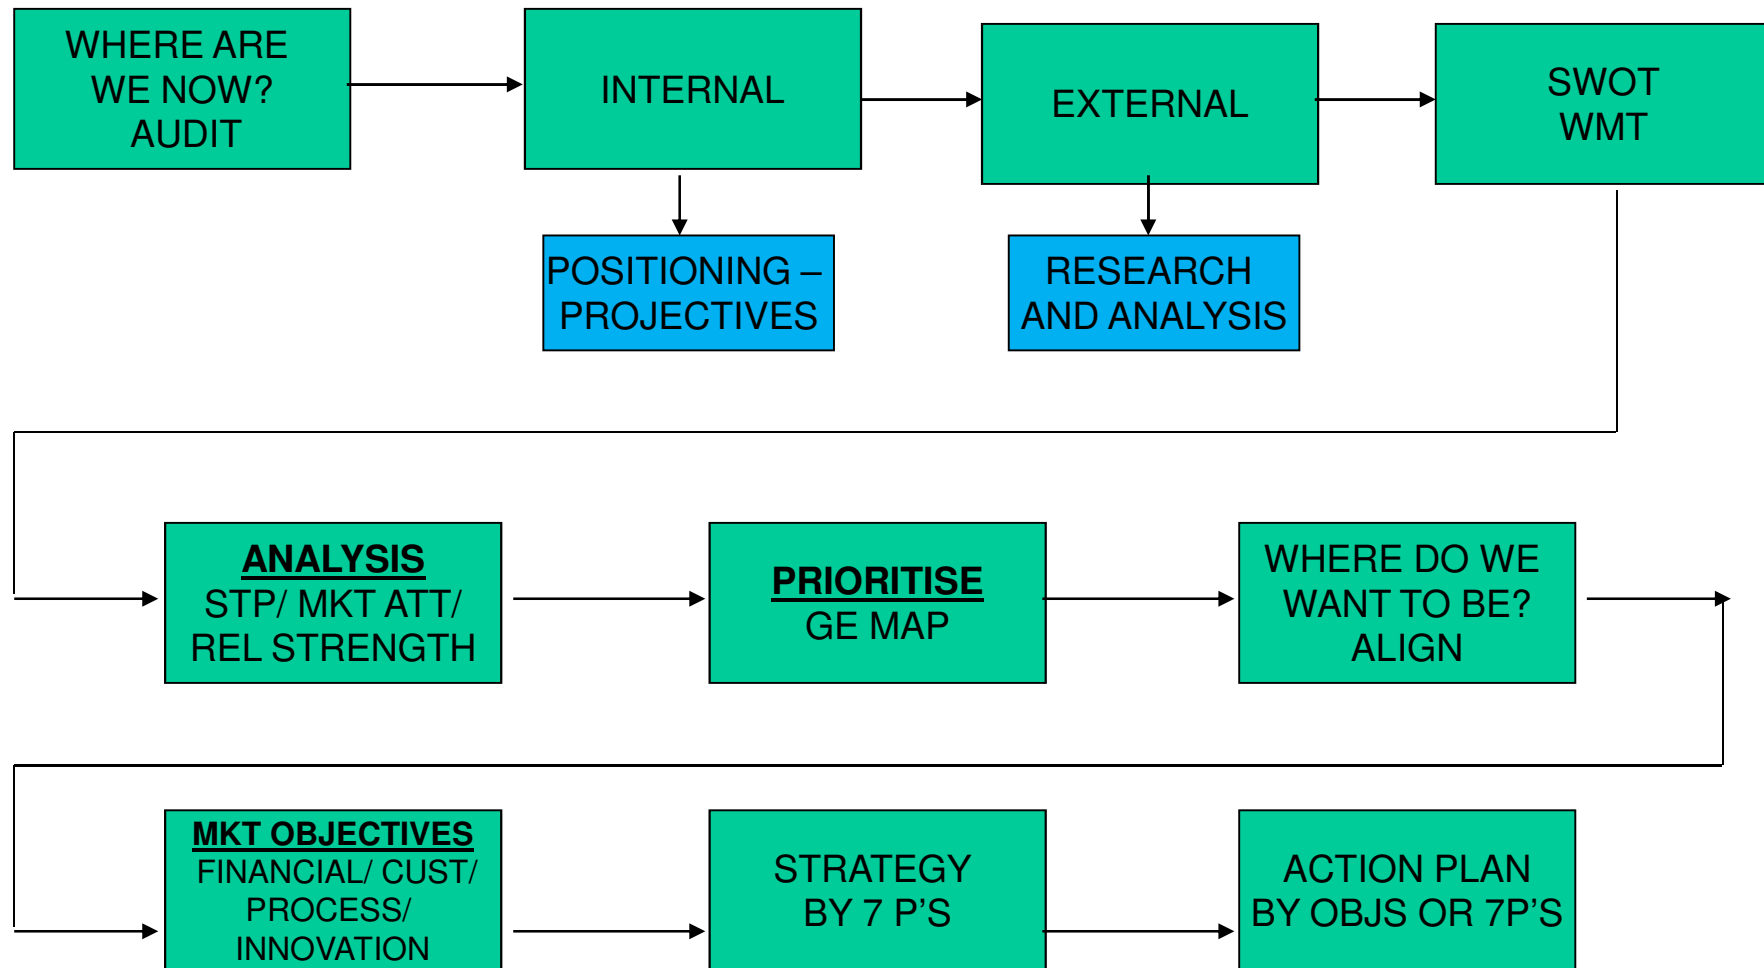 WHERE ARE
WE NOW?
AUDIT
INTERNAL
EXTERNAL
SWOT
WMT
POSITIONING –
PROJECTIVES
RESEARCH
AND ANALYSIS
ANALYSIS
STP/ MKT ATT/
REL STRENGTH
PRIORITISE
GE MAP
WHERE DO WE
WANT TO BE?
ALIGN
MKT OBJECTIVES
FINANCIAL/ CUST/
PROCESS/
INNOVATION
STRATEGY
BY 7 P’S
ACTION PLAN
BY OBJS OR 7P’S